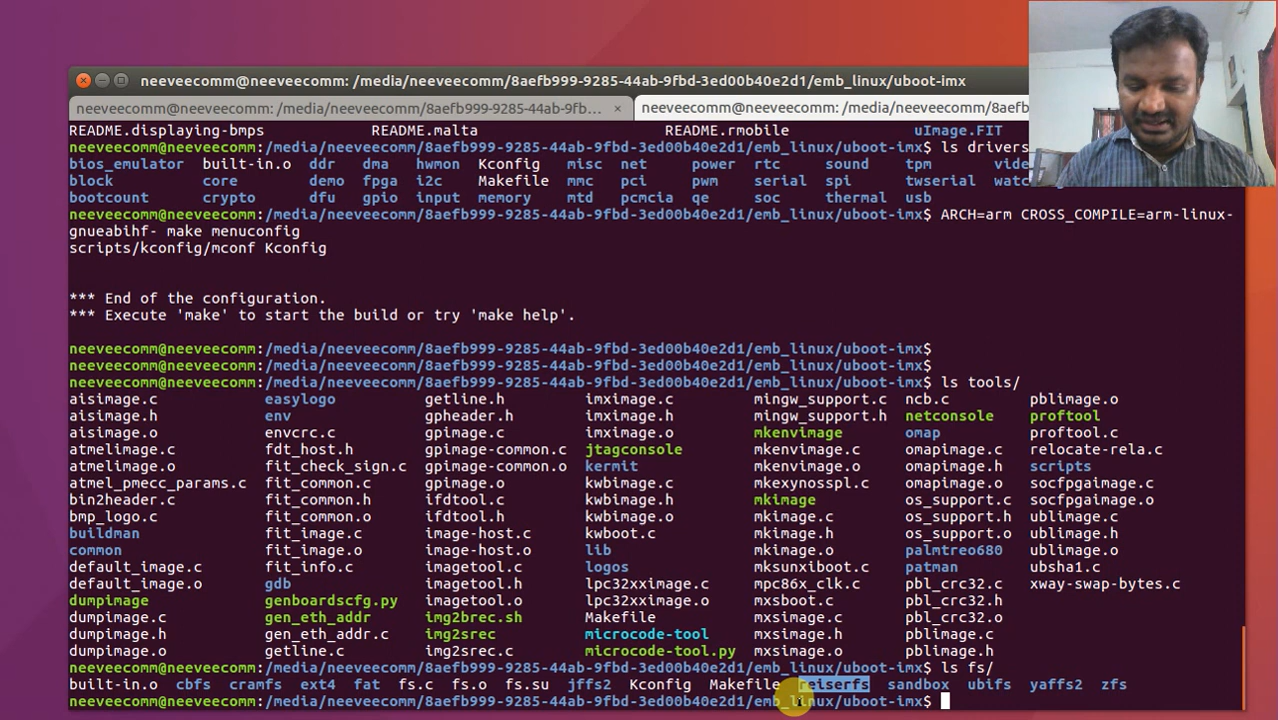 neeveecomm@neeveecomm: /media/neeveecomm/8aefb999-9285-44ab-9fbd-3ed00b40e2d1/emb_linux/uboot-imx
neeveecomm@neeveecomm: /media/neeveecomm/8aefb999-9285-44ab-9fb... × neeveecomm@neeveecomm: /media/neeveecomm/8aefb
README.displaying-bmps README.malta README.rmobile uImage.FIT
neeveecomm@neeveecomm:/media/neeveecomm/8aefb999-9285-44ab-9fbd-3ed00b40e2d1/emb_linux/uboot-imx$ ls drivers
bios_emulator built-in.o ddr dma hwmon Kconfig misc net power rtc sound tpm vide
block core demo fpga i2c Makefile mmc pci pwm serial spi twserial watc
bootcount crypto dfu gpio input memory mtd pcmcia qe soc thermal usb
neeveecomm@neeveecomm:/media/neeveecomm/8aefb999-9285-44ab-9fbd-3ed00b40e2d1/emb_linux/uboot-imx$ ARCH=arm CROSS_COMPILE=arm-linux-
gnueabihf- make menuconfig
scripts/kconfig/mconf Kconfig
*** End of the configuration.
*** Execute 'make' to start the build or try 'make help'.
neeveecomm@neeveecomm:/media/neeveecomm/8aefb999-9285-44ab-9fbd-3ed00b40e2d1/emb_linux/uboot-imx$
neeveecomm@neeveecomm:/media/neeveecomm/8aefb999-9285-44ab-9fbd-3ed00b40e2d1/emb_linux/uboot-imx$
neeveecomm@neeveecomm:/media/neeveecomm/8aefb999-9285-44ab-9fbd-3ed00b40e2d1/emb_linux/uboot-imx$ ls tools/
aisimage.c easylogo getline.h imximage.c mingw_support.c ncb.c pblimage.o
aisimage.h env gpheader.h imximage.h mingw_support.h netconsole proftool
aisimage.o envcrc.c gpimage.c imximage.o mkenvimage omap proftool.c
atmelimage.c fdt_host.h gpimage-common.c jtagconsole mkenvimage.c omapimage.c relocate-rela.c
atmelimage.o fit_check_sign.c gpimage-common.o kermit mkenvimage.o omapimage.h scripts
atmel_pmecc_params.c fit_common.c gpimage.o kwbimage.c mkexynosspl.c omapimage.o socfpgaimage.c
bin2header.c fit_common.h ifdtool.c kwbimage.h mkimage os_support.c socfpgaimage.o
bmp_logo.c fit_common.o ifdtool.h kwbimage.o mkimage.c os_support.h ublimage.c
buildman fit_image.c image-host.c kwboot.c mkimage.h os_support.o ublimage.h
common fit_image.o image-host.o lib mkimage.o palmtreo680 ublimage.o
default_image.c fit_info.c imagetool.c logos mksunxiboot.c patman ubsha1.c
default_image.o gdb imagetool.h lpc32xximage.c mpc86x_clk.c pbl_crc32.c xway-swap-bytes.c
dumpimage genboardscfg.py imagetool.o lpc32xximage.o mxsboot.c pbl_crc32.h
dumpimage.c gen_eth_addr img2brec.sh Makefile mxsimage.c pbl_crc32.o
dumpimage.h gen_eth_addr.c img2srec microcode-tool mxsimage.h pblimage.c
dumpimage.o getline.c img2srec.c microcode-tool.py mxsimage.o pblimage.h
neeveecomm@neeveecomm:/media/neeveecomm/8aefb999-9285-44ab-9fbd-3ed00b40e2d1/emb_linux/uboot-imx$ ls fs/
built-in.o cbfs cramfs ext4 fat fs.c fs.o fs.su jffs2 Kconfig Makefile reiserfs sandbox ubifs yaffs2 zfs
neeveecomm@neeveecomm:/media/neeveecomm/8aefb999-9285-44ab-9fbd-3ed00b40e2d1/emb_linux/uboot-imx$